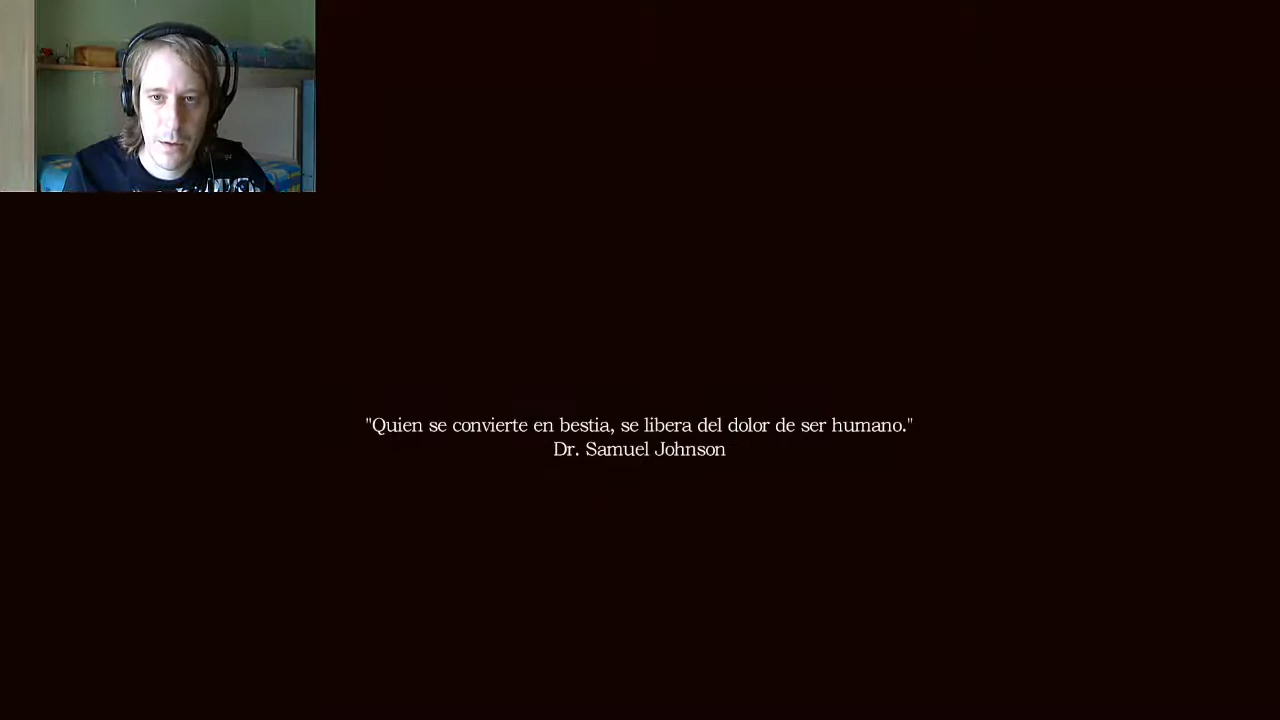 "Quien se convierte en bestia, se libera del dolor de ser humano."
Dr. Samuel Johnson